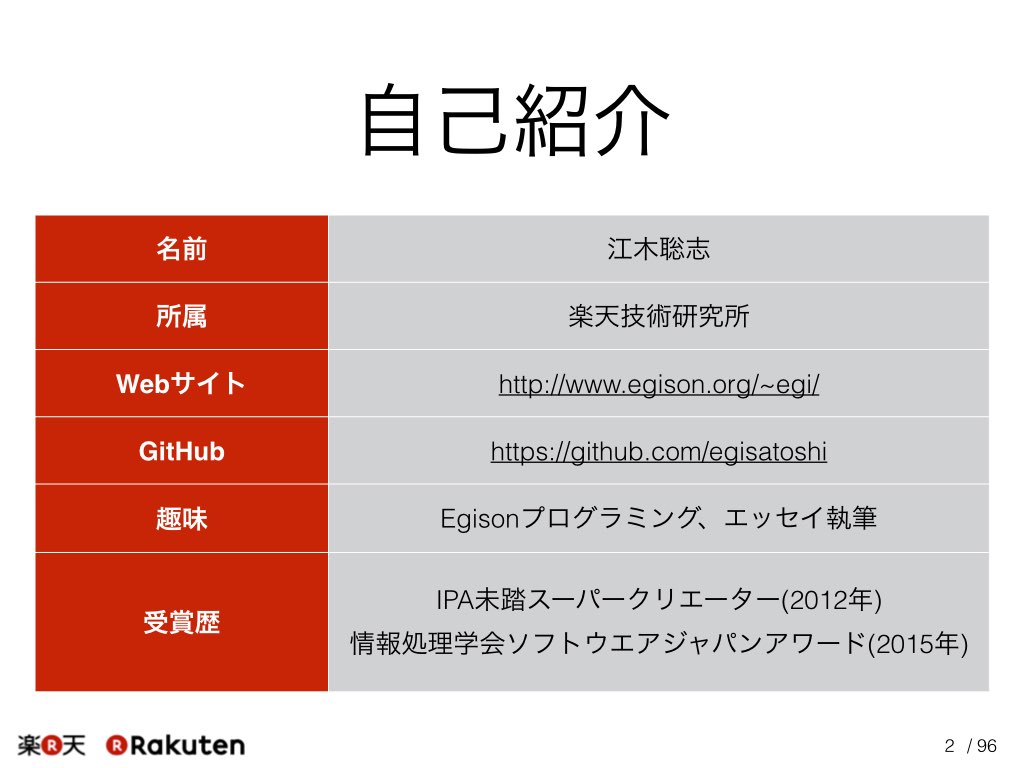 自己紹介
名前 江木聡志
所属 楽天技術研究所
Webサイト http://www.egison.org/~egi/
GitHub https://github.com/egisatoshi
趣味 Egisonプログラミング、エッセイ執筆
受賞歴 IPA未踏スーパークリエーター(2012年)
情報処理学会ソフトウエアジャパンアワード(2015年)
楽R天 R Rakuten 2 / 96